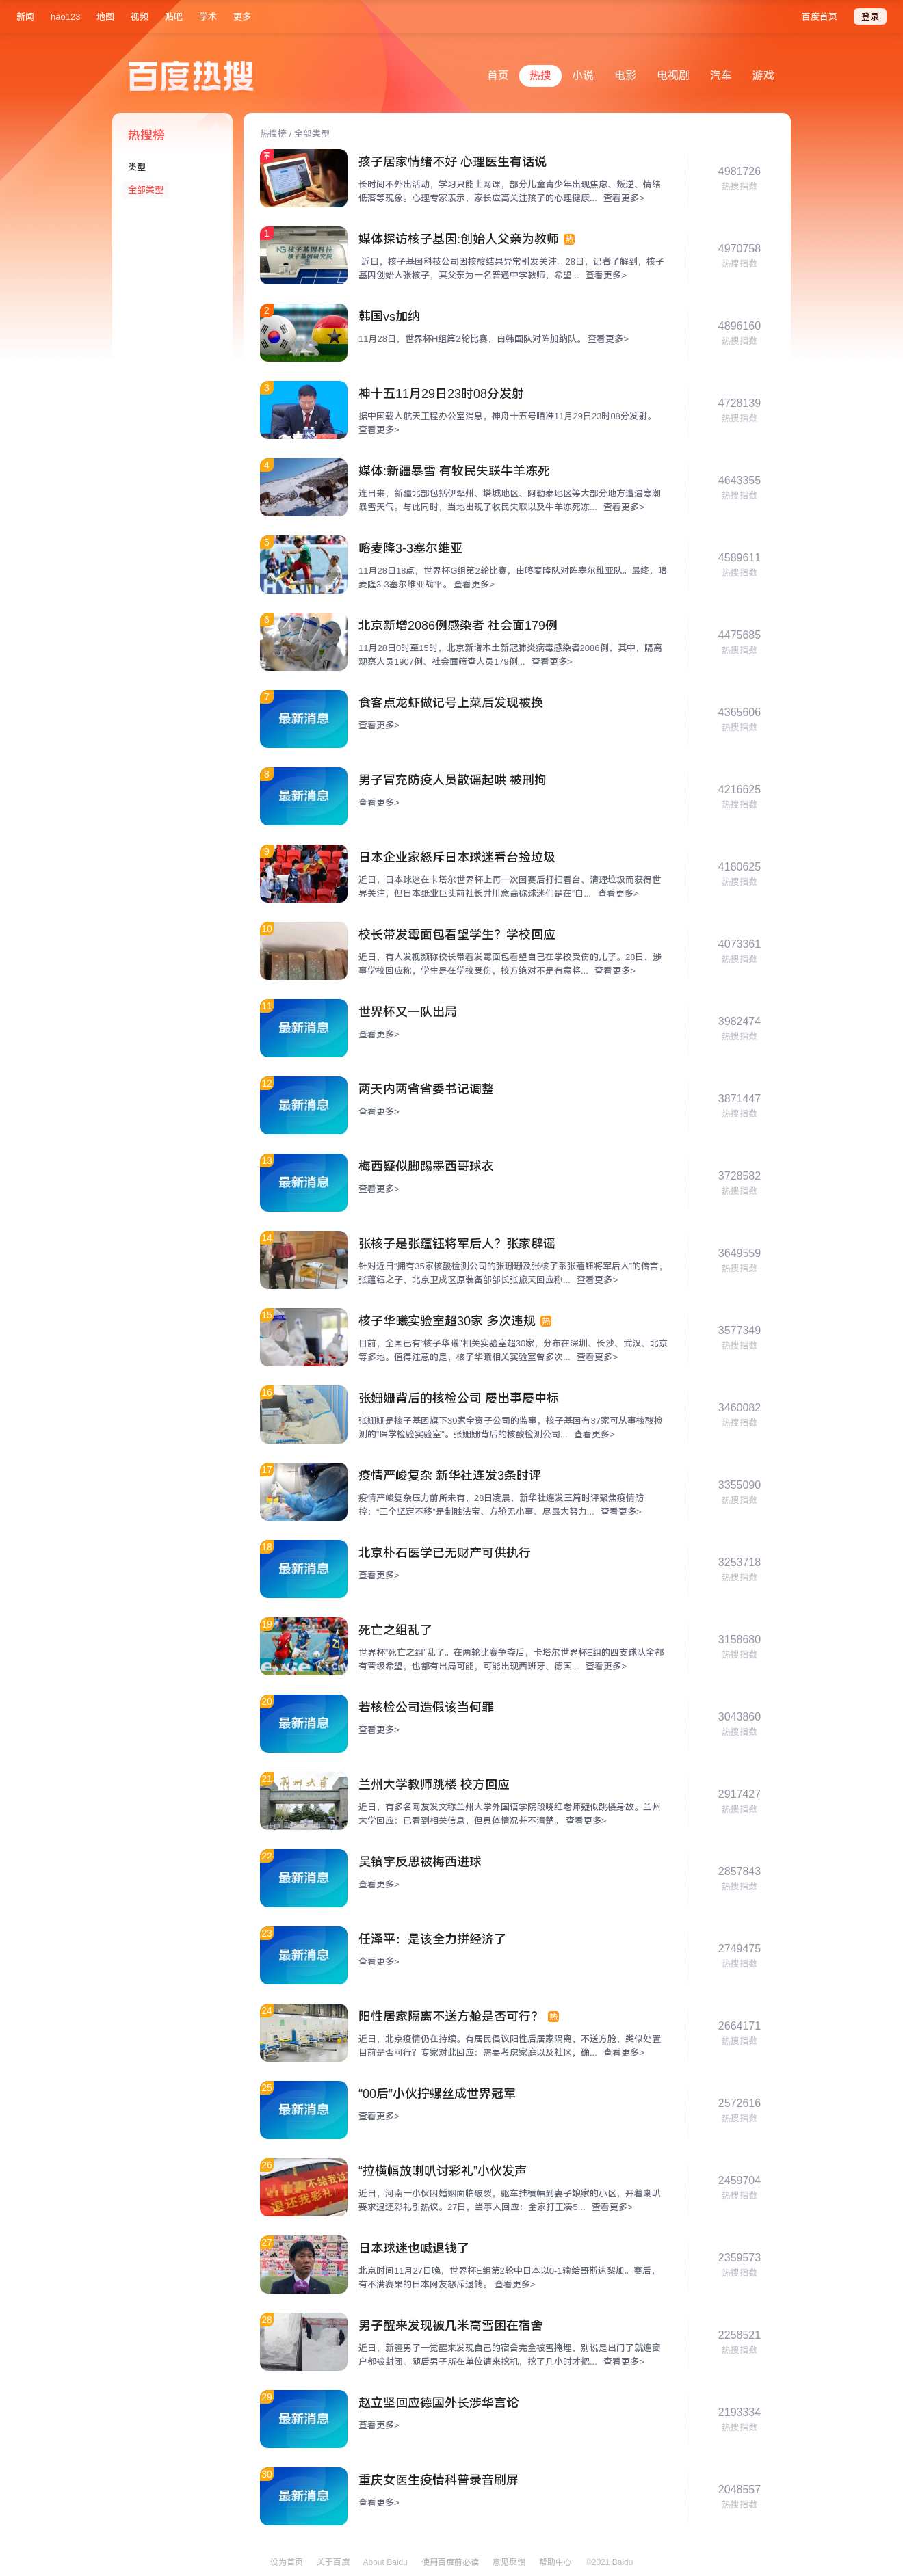 新闻 hao123 地图 视频 贴吧 学术 更多 百度首页 登录
百度热搜 首页 热搜 小说 电影 电视剧 汽车 游戏
热搜榜
类型
全部类型
热搜榜 / 全部类型
孩子居家情绪不好 心理医生有话说
长时间不外出活动，学习只能上网课，部分儿童青少年出现焦虑、叛逆、情绪
低落等现象。心理专家表示，家长应高关注孩子的心理健康... 查看更多>
4981726
热搜指数
1
媒体探访核子基因:创始人父亲为教师 热
近日，核子基因科技公司因核酸结果异常引发关注。28日，记者了解到，核子
基因创始人张核子，其父亲为一名普通中学教师，希望... 查看更多>
4970758
热搜指数
2
韩国vs加纳
11月28日，世界杯H组第2轮比赛，由韩国队对阵加纳队。 查看更多>
4896160
热搜指数
3
神十五11月29日23时08分发射
据中国载人航天工程办公室消息，神舟十五号瞄准11月29日23时08分发射。
查看更多>
4728139
热搜指数
4
媒体:新疆暴雪 有牧民失联牛羊冻死
连日来，新疆北部包括伊犁州、塔城地区、阿勒泰地区等大部分地方遭遇寒潮
暴雪天气。与此同时，当地出现了牧民失联以及牛羊冻死冻... 查看更多>
4643355
热搜指数
5
喀麦隆3-3塞尔维亚
11月28日18点，世界杯G组第2轮比赛，由喀麦隆队对阵塞尔维亚队。最终，喀
麦隆3-3塞尔维亚战平。 查看更多>
4589611
热搜指数
6
北京新增2086例感染者 社会面179例
11月28日0时至15时，北京新增本土新冠肺炎病毒感染者2086例，其中，隔离
观察人员1907例、社会面筛查人员179例... 查看更多>
4475685
热搜指数
7
最新消息
食客点龙虾做记号上菜后发现被换
查看更多>
4365606
热搜指数
8
最新消息
男子冒充防疫人员散谣起哄 被刑拘
查看更多>
4216625
热搜指数
9
日本企业家怒斥日本球迷看台捡垃圾
近日，日本球迷在卡塔尔世界杯上再一次因赛后打扫看台、清理垃圾而获得世
界关注，但日本纸业巨头前社长井川意高称球迷们是在“自... 查看更多>
4180625
热搜指数
10
校长带发霉面包看望学生？学校回应
近日，有人发视频称校长带着发霉面包看望自己在学校受伤的儿子。28日，涉
事学校回应称，学生是在学校受伤，校方绝对不是有意将... 查看更多>
4073361
热搜指数
11
最新消息
世界杯又一队出局
查看更多>
3982474
热搜指数
12
最新消息
两天内两省省委书记调整
查看更多>
3871447
热搜指数
13
最新消息
梅西疑似脚踢墨西哥球衣
查看更多>
3728582
热搜指数
14
张核子是张蕴钰将军后人？张家辟谣
针对近日“拥有35家核酸检测公司的张珊珊及张核子系张蕴钰将军后人”的传言，
张蕴钰之子、北京卫戍区原装备部部长张旅天回应称... 查看更多>
3649559
热搜指数
15
核子华曦实验室超30家 多次违规 热
目前，全国已有“核子华曦”相关实验室超30家，分布在深圳、长沙、武汉、北京
等多地。值得注意的是，核子华曦相关实验室曾多次... 查看更多>
3577349
热搜指数
16
张姗姗背后的核检公司 屡出事屡中标
张姗姗是核子基因旗下30家全资子公司的监事，核子基因有37家可从事核酸检
测的“医学检验实验室”。张姗姗背后的核酸检测公司... 查看更多>
3460082
热搜指数
17
疫情严峻复杂 新华社连发3条时评
疫情严峻复杂压力前所未有，28日凌晨，新华社连发三篇时评聚焦疫情防
控：“三个坚定不移”是制胜法宝、方舱无小事、尽最大努力... 查看更多>
3355090
热搜指数
18
最新消息
北京朴石医学已无财产可供执行
查看更多>
3253718
热搜指数
19
死亡之组乱了
世界杯“死亡之组”乱了。在两轮比赛争夺后，卡塔尔世界杯E组的四支球队全都
有晋级希望，也都有出局可能，可能出现西班牙、德国... 查看更多>
3158680
热搜指数
20
最新消息
若核检公司造假该当何罪
查看更多>
3043860
热搜指数
21
兰州大学教师跳楼 校方回应
近日，有多名网友发文称兰州大学外国语学院段晓红老师疑似跳楼身故。兰州
大学回应：已看到相关信息，但具体情况并不清楚。 查看更多>
2917427
热搜指数
22
最新消息
吴镇宇反思被梅西进球
查看更多>
2857843
热搜指数
23
最新消息
任泽平：是该全力拼经济了
查看更多>
2749475
热搜指数
24
阳性居家隔离不送方舱是否可行？ 热
近日，北京疫情仍在持续。有居民倡议阳性后居家隔离、不送方舱，类似处置
目前是否可行？专家对此回应：需要考虑家庭以及社区，确... 查看更多>
2664171
热搜指数
25
最新消息
“00后”小伙拧螺丝成世界冠军
查看更多>
2572616
热搜指数
26
“拉横幅放喇叭讨彩礼”小伙发声
近日，河南一小伙因婚姻面临破裂，驱车挂横幅到妻子娘家的小区，开着喇叭
要求退还彩礼引热议。27日，当事人回应：全家打工凑5... 查看更多>
2459704
热搜指数
27
日本球迷也喊退钱了
北京时间11月27日晚，世界杯E组第2轮中日本以0-1输给哥斯达黎加。赛后，
有不满赛果的日本网友怒斥退钱。 查看更多>
2359573
热搜指数
28
男子醒来发现被几米高雪困在宿舍
近日，新疆男子一觉醒来发现自己的宿舍完全被雪掩埋，别说是出门了就连窗
户都被封闭。随后男子所在单位请来挖机，挖了几小时才把... 查看更多>
2258521
热搜指数
29
最新消息
赵立坚回应德国外长涉华言论
查看更多>
2193334
热搜指数
30
最新消息
重庆女医生疫情科普录音刷屏
查看更多>
2048557
热搜指数
设为首页 关于百度 About Baidu 使用百度前必读 意见反馈 帮助中心 ©2021 Baidu